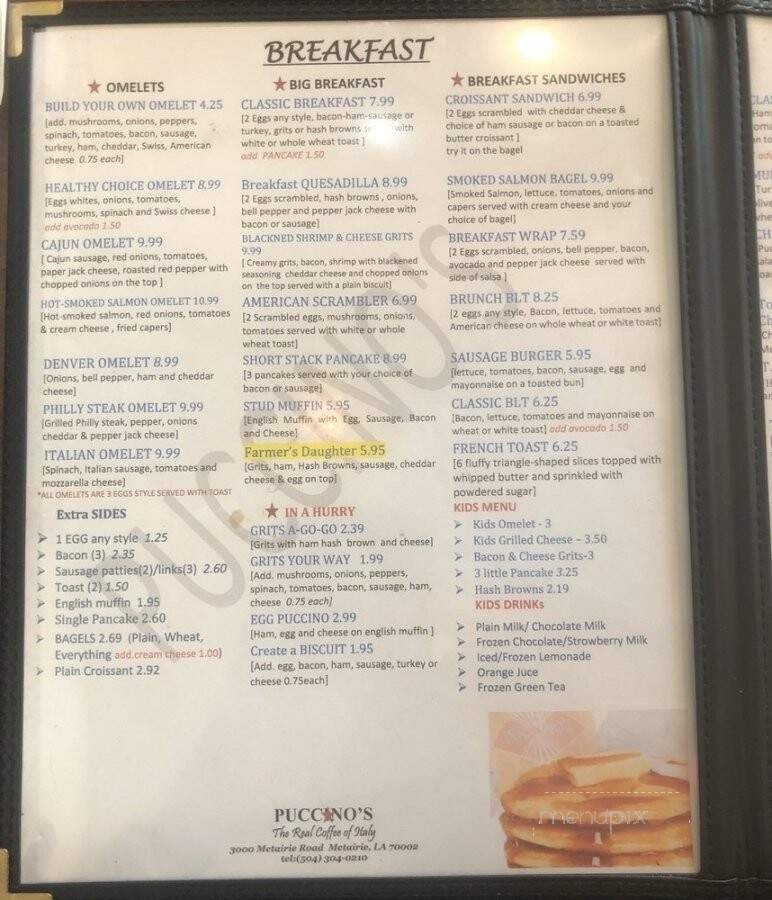 BREAKFAST
★ OMELETS
BUILD YOUR OWN OMELET 4.25
[add. mushrooms, onions, peppers,
spinach, tomatoes, bacon, sausage,
turkey, ham, cheddar, Swiss, American
cheese 0.75 each]
HEALTHY CHOICE OMELET 8.99
[Eggs whites, onions, tomatoes,
mushrooms, spinach and Swiss cheese ]
add avocado 1.50
CAJUN OMELET 9.99
[ Cajun sausage, red onions, tomatoes,
paper jack cheese, roasted red pepper with
chopped onions on the top ]
HOT-SMOKED SALMON OMELET 10.99
[Hot-smoked salmon, red onions, tomatoes
& cream cheese , fried capers]
DENVER OMELET 8.99
[Onions, bell pepper, ham and cheddar
cheese]
PHILLY STEAK OMELET 9.99
[Grilled Philly steak, pepper, onions
cheddar & pepper jack cheese]
ITALIAN OMELET 9.99
[Spinach, Italian sausage, tomatoes and
mozzarella cheese]
*ALL OMELETS ARE 3 EGGS STYLE SERVED WITH TOAST
Extra SIDES
➢ 1 EGG any style 1.25
➢ Bacon (3) 2.35
➢ Sausage patties(2)/links(3) 2.60
➢ Toast (2) 1.50
➢ English muffin 1.95
➢ Single Pancake 2.60
➢ BAGELS 2.69 (Plain, Wheat,
Everything add.cream cheese 1.00)
➢ Plain Croissant 2.92
★ BIG BREAKFAST
CLASSIC BREAKFAST 7.99
[2 Eggs any style, bacon-ham-sausage or
turkey, grits or hash browns with
white or whole wheat toast ]
add PANCAKE 1.50
Breakfast QUESADILLA 8.99
[2 Eggs scrambled, hash browns , onions,
bell pepper and pepper jack cheese with
bacon or sausage]
BLACKNED SHRIMP & CHEESE GRITS
9.99
[ Creamy grits, bacon, shrimp with blackened
seasoning cheddar cheese and chopped onions
on the top served with a plain biscuit]
AMERICAN SCRAMBLER 6.99
[2 Scrambled eggs, mushrooms, onions,
tomatoes served with white or whole
wheat toast]
SHORT STACK PANCAKE 8.99
[3 pancakes served with your choice of
bacon or sausage]
STUD MUFFIN 5.95
[English Muffin with Egg, Sausage, Bacon
and Cheese]
Farmer's Daughter 5.95
[Grits, ham, Hash Browns, sausage, cheddar
cheese & egg on top]
★ IN A HURRY
GRITS A-GO-GO 2.39
[Grits with ham hash brown and cheese]
GRITS YOUR WAY 1.99
[Add. mushrooms, onions, peppers,
spinach, tomatoes, bacon, sausage, ham,
cheese 0.75 each]
EGG PUCCINO 2.99
[Ham, egg and cheese on english muffin ]
Create a BISCUIT 1.95
[Add. egg, bacon, ham, sausage, turkey or
cheese 0.75each]
★ BREAKFAST SANDWICHES
CROISSANT SANDWICH 6.99
[2 Eggs scrambled with cheddar cheese &
choice of ham sausage or bacon on a toasted
butter croissant ]
try it on the bagel
SMOKED SALMON BAGEL 9.99
[Smoked Salmon, lettuce, tomatoes, onions and
capers served with cream cheese and your
choice of bagel]
BREAKFAST WRAP 7.59
[2 Eggs scrambled, onions, bell pepper, bacon,
avocado and pepper jack cheese served with
side of salsa ]
BRUNCH BLT 8.25
[2 eggs any style, Bacon, lettuce, tomatoes and
American cheese on whole wheat or white toast]
SAUSAGE BURGER 5.95
[lettuce, tomatoes, bacon, sausage, egg and
mayonnaise on a toasted bun]
CLASSIC BLT 6.25
[Bacon, lettuce, tomatoes and mayonnaise on
wheat or white toast] add avocado 1.50
FRENCH TOAST 6.25
[6 fluffy triangle-shaped slices topped with
whipped butter and sprinkled with
powdered sugar]
KIDS MENU
➢ Kids Omelet - 3
➢ Kids Grilled Cheese – 3.50
➢ Bacon & Cheese Grits-3
➢ 3 little Pancake 3.25
➢ Hash Browns 2.19
KIDS DRINKs
➢ Plain Milk/ Chocolate Milk
➢ Frozen Chocolate/Strowberry Milk
➢ Iced/Frozen Lemonade
➢ Orange Juce
➢ Frozen Green Tea
PUCCINO'S
PUCCINO'S
The Real Coffee of Italy
3000 Metairie Road Metairie, LA 70002
tel:(504) 304-0210
menupix